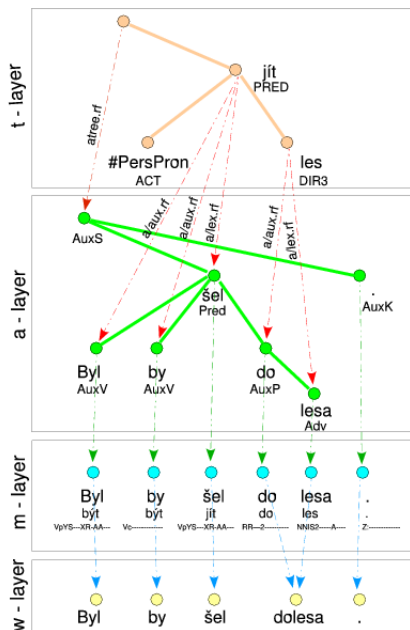 t - layer
jít
PRED
atree.rf
#PersPron
ACT
les
DIR3
a/aux.rf
a/aux.rf
a/lex.rf
a/aux.rf
a/lex.rf
a - layer
AuxS
šel
Pred
.
AuxK
Byl
AuxV
by
AuxV
do
AuxP
lesa
Adv
m - layer
Byl by šel do lesa .
být být jít do les .
VpYS---XR-AA--- Vc------------- VpYS---XR-AA--- RR--2---------- NNIS2-----A---- Z:-------------
w - layer
Byl by šel dolesa .